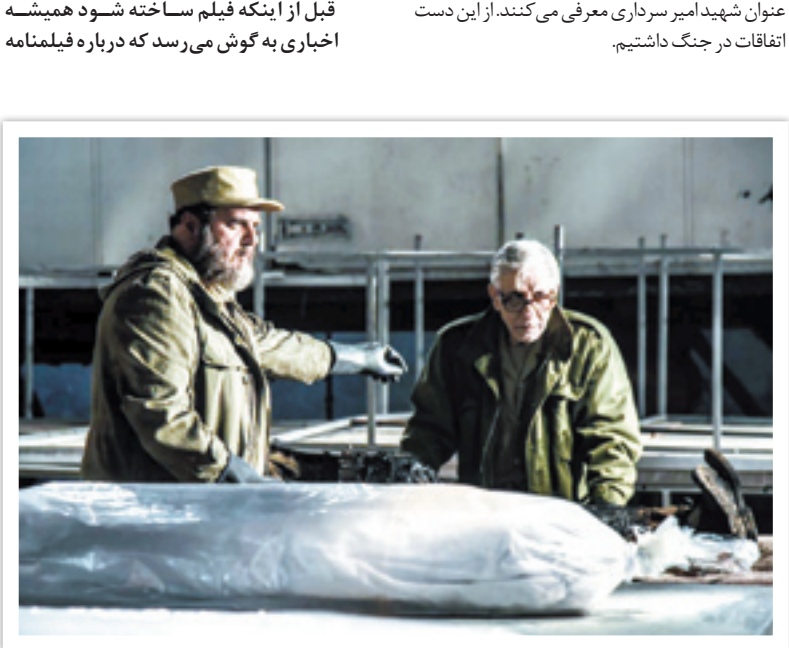 عنوان شهید امیر سرداری معرفی می‌کنند. از این دست
اتفاقات در جنگ داشتیم.
قبل از اینکه فیلم ساخته شود همیشه
اخباری به گوش می‌رسد که درباره فیلمنامه